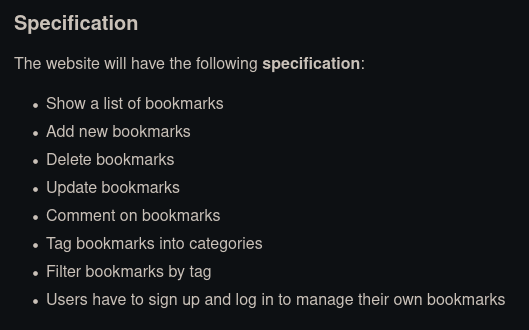 Specification
The website will have the following specification:
Show a list of bookmarks
Add new bookmarks
Delete bookmarks
Update bookmarks
Comment on bookmarks
Tag bookmarks into categories
Filter bookmarks by tag
Users have to sign up and log in to manage their own bookmarks